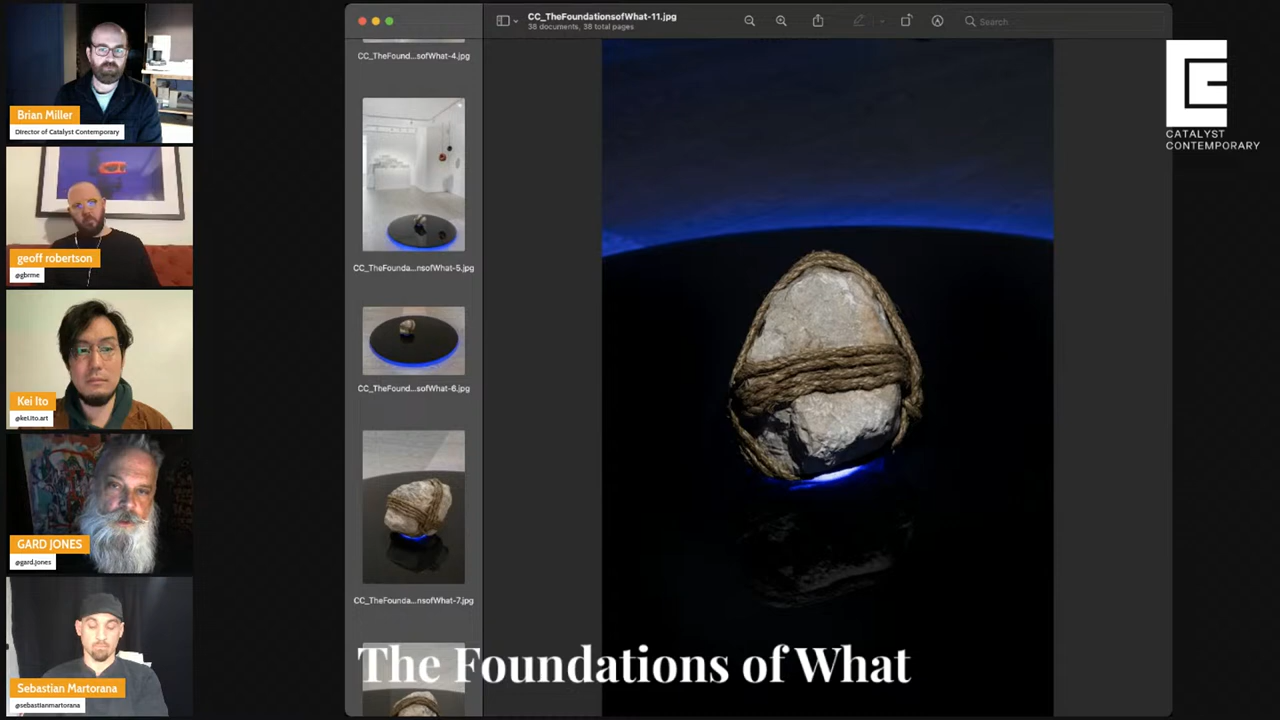 Brian Miller
Director of Catalyst Contemporary
geoff robertson
@gbrme
Kei Ito
@kei.ito.art
GARD JONES
@gard.jones
Sebastian Martorana
@sebastianmartorana
CC_TheFoundationsofWhat-11.jpg
38 documents, 38 total pages
Search
CC_TheFound...sofWhat-4.jpg
CC_TheFounda...nsofWhat-5.jpg
CC_TheFound...ofWhat-6.jpg
CC_TheFounda...nsofWhat-7.jpg
The Foundations of What
CATALYST
CONTEMPORARY